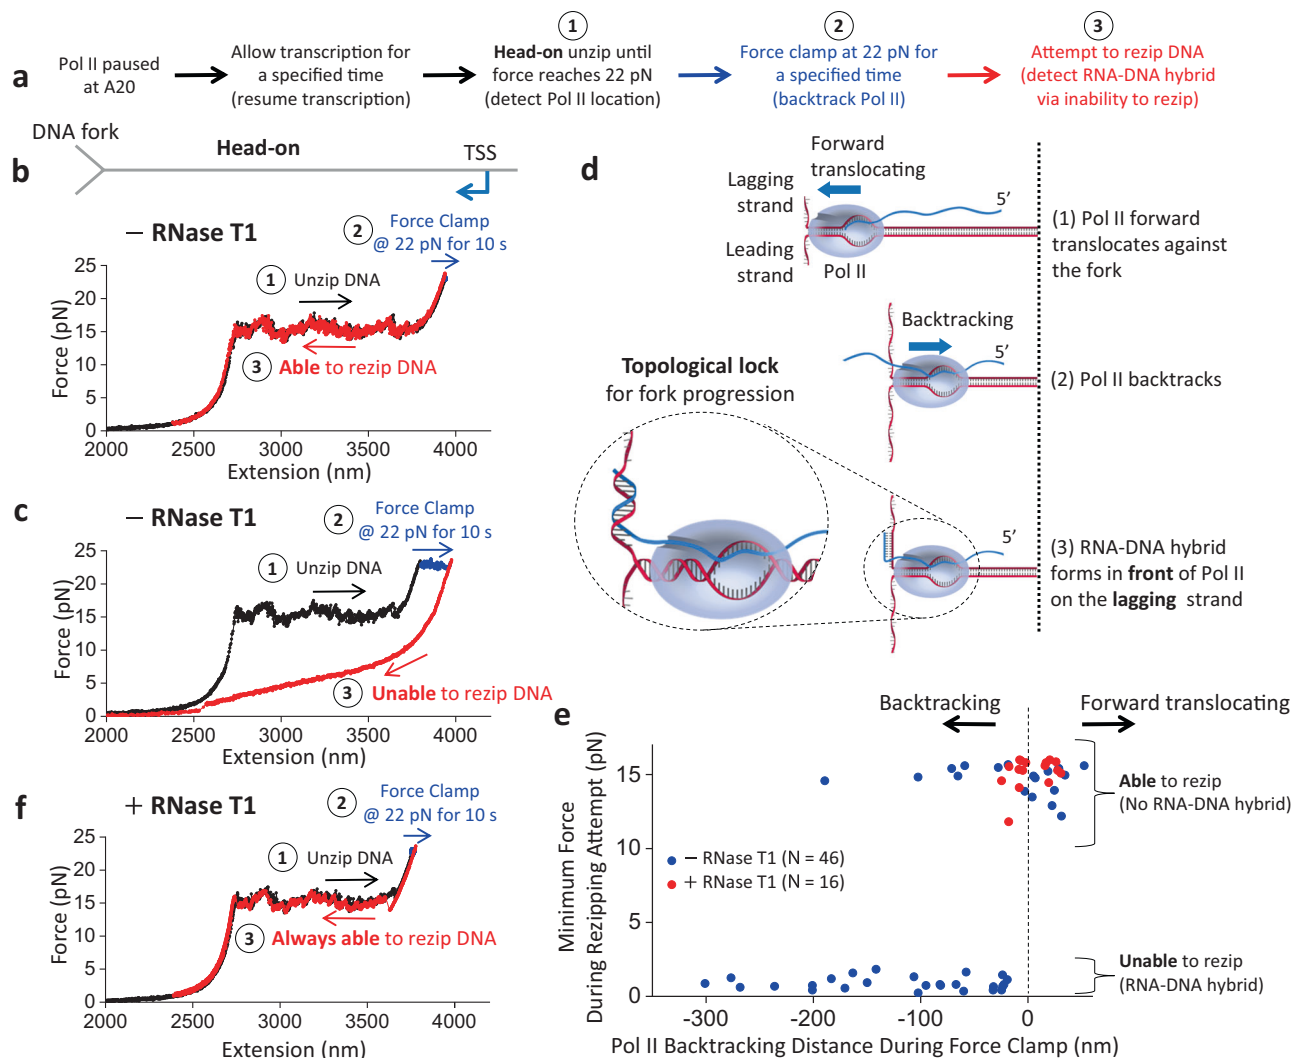 a
Pol II paused
at A20
Allow transcription for
a specified time
(resume transcription)
1
Head-on unzip until
force reaches 22 pN
(detect Pol II location)
2
Force clamp at 22 pN for
a specified time
(backtrack Pol II)
3
Attempt to rezip DNA
(detect RNA-DNA hybrid
via inability to rezip)
b
DNA fork
Head-on
TSS
− RNase T1
2
Force Clamp
@ 22 pN for 10 s
1 Unzip DNA
3 Able to rezip DNA
Force (pN)
25
20
15
10
5
0
2000 2500 3000 3500 4000
Extension (nm)
c
− RNase T1
2
Force Clamp
@ 22 pN for 10 s
1 Unzip DNA
3 Unable to rezip DNA
Force (pN)
25
20
15
10
5
0
2000 2500 3000 3500 4000
Extension (nm)
f
+ RNase T1
2
Force Clamp
@ 22 pN for 10 s
1 Unzip DNA
3 Always able to rezip DNA
Force (pN)
25
20
15
10
5
0
2000 2500 3000 3500 4000
Extension (nm)
d
Forward
translocating
Lagging
strand
Leading
strand
Pol II
5’
(1) Pol II forward
translocates against
the fork
Backtracking
5’
(2) Pol II backtracks
Topological lock
for fork progression
5’
(3) RNA-DNA hybrid
forms in front of Pol II
on the lagging strand
e
Backtracking
Forward translocating
Minimum Force
During Rezipping Attempt (pN)
15
10
5
0
− RNase T1 (N = 46)
+ RNase T1 (N = 16)
Able to rezip
(No RNA-DNA hybrid)
Unable to rezip
(RNA-DNA hybrid)
-300 -200 -100 0
Pol II Backtracking Distance During Force Clamp (nm)